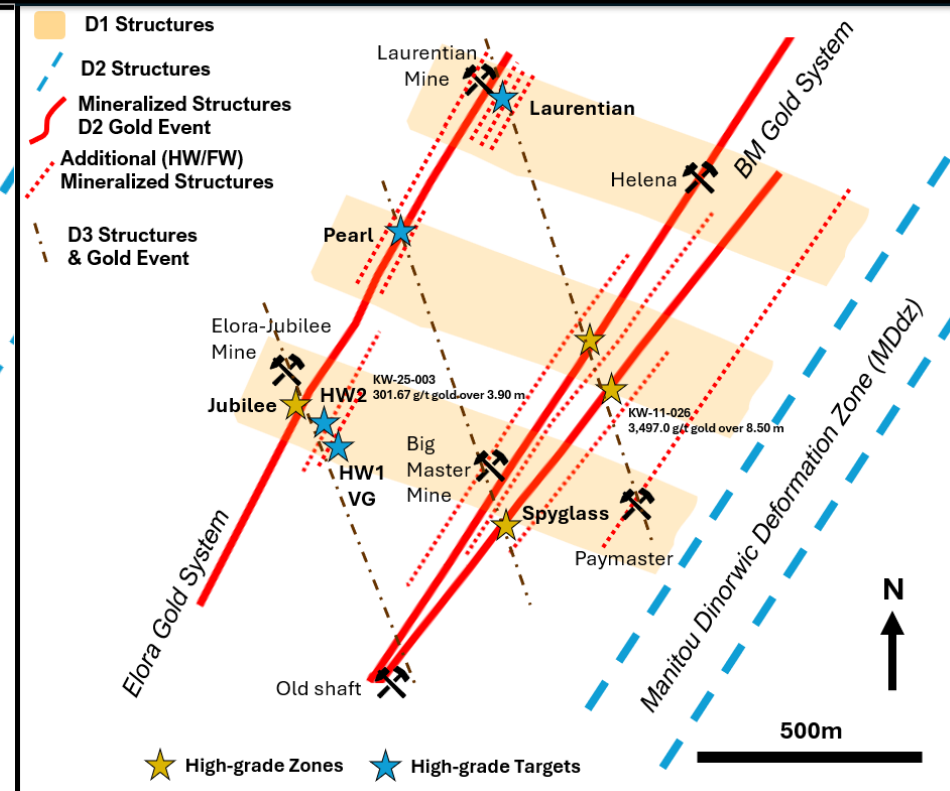 D1 Structures
D2 Structures
Mineralized Structures
D2 Gold Event
Additional (HW/FW)
Mineralized Structures
D3 Structures
& Gold Event
Laurentian
Mine
Laurentian
BM Gold System
Helena
Pearl
Elora-Jubilee
Mine
Jubilee
HW2
KW-25-003
301.67 g/t gold over 3.90 m
KW-11-026
3,497.0 g/t gold over 8.50 m
HW1
VG
Big
Master
Mine
Spyglass
Paymaster
Elora Gold System
Manitou Dinorwic Deformation Zone (MDdz)
Old shaft
N
500m
High-grade Zones
High-grade Targets